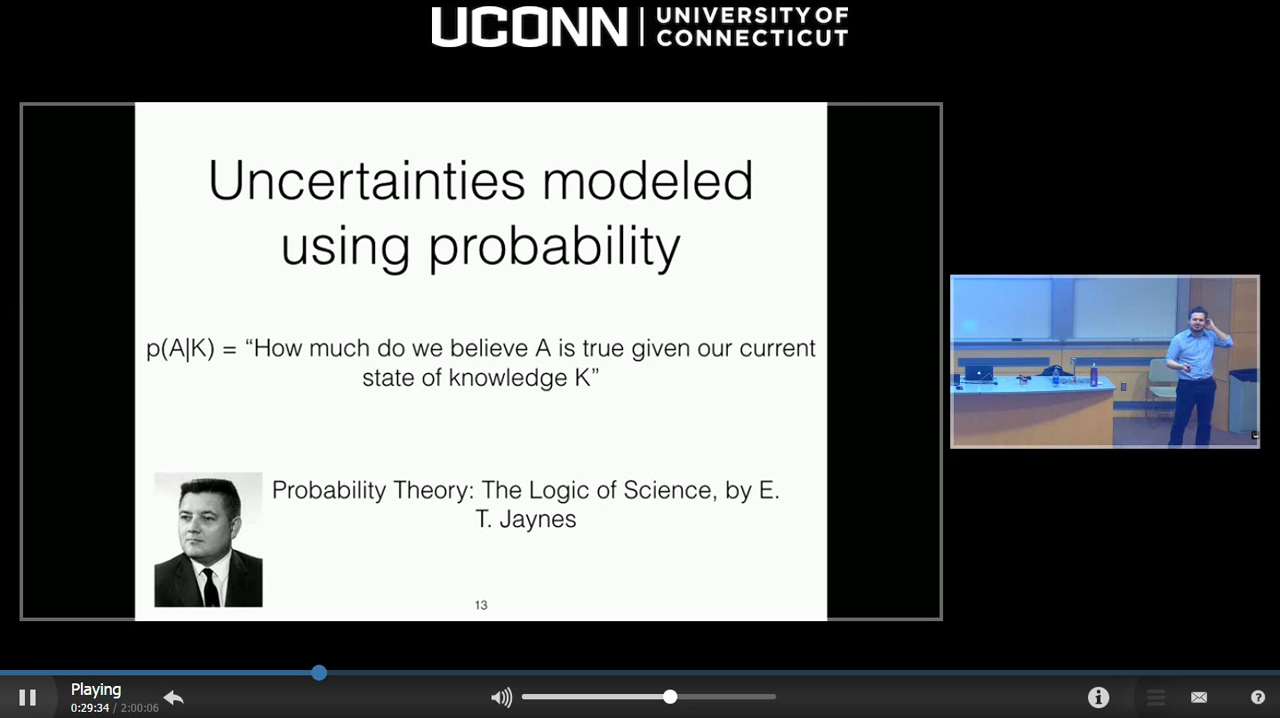 UCONN
UNIVERSITY OF
CONNECTICUT
Uncertainties modeled
using probability
p(A|K) = “How much do we believe A is true given our current
state of knowledge K”
Probability Theory: The Logic of Science, by E.
T. Jaynes
13
Playing
0:29:34 / 2:00:06